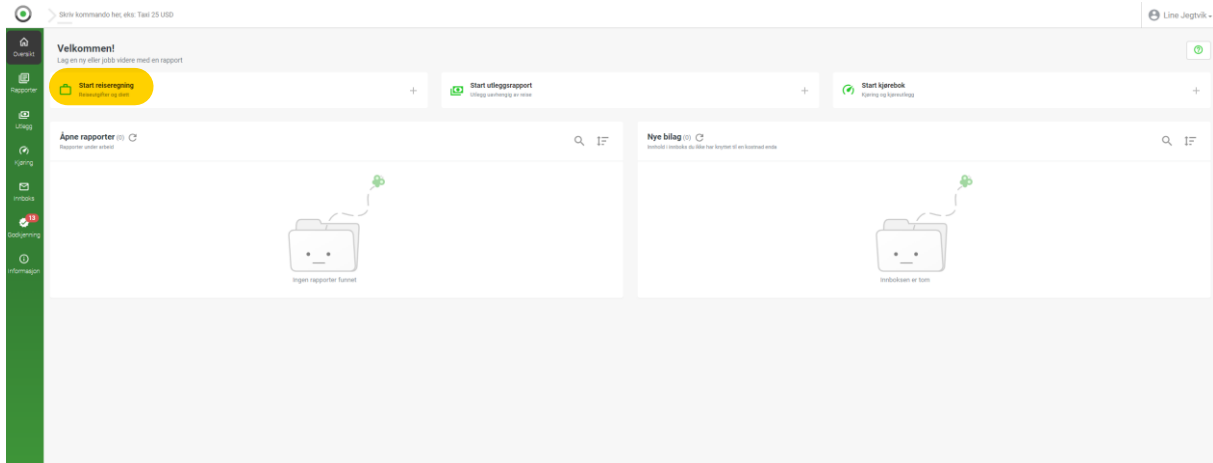 Skriv kommando her, eks: Taxi 25 USD
Line Jegtvik
Oversikt
Rapporter
Utlegg
Kjøring
Innboks
13
Godkjenning
Informasjon
Velkommen!
Lag en ny eller jobb videre med en rapport
Start reiseregning
Reiseutgifter og diett
Start utleggsrapport
Utlegg uavhengig av reise
Start kjørebok
Kjøring og kjøretillegg
Åpne rapporter (0)
Rapporter under arbeid
Ingen rapporter funnet
Nye bilag (0)
Innhold i innboks du ikke har knyttet til en kostnad enda
Innboksen er tom